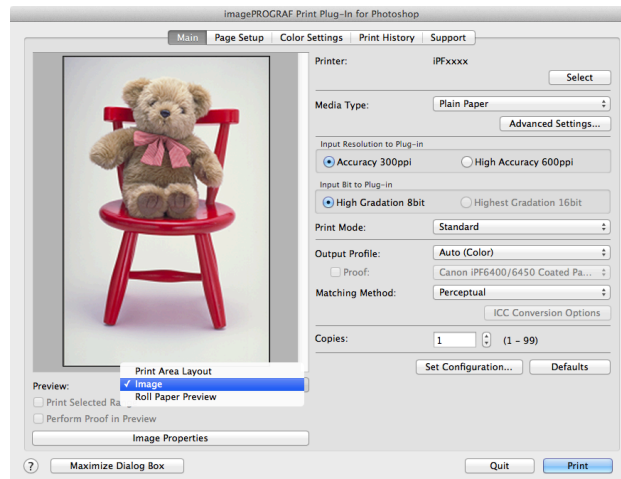 imagePROGRAF Print Plug-In for Photoshop
Main Page Setup Color Settings Print History Support
Printer: iPFxxxx
Select
Media Type: Plain Paper
Advanced Settings...
Input Resolution to Plug-in
Accuracy 300ppi High Accuracy 600ppi
Input Bit to Plug-in
High Gradation 8bit Highest Gradation 16bit
Print Mode: Standard
Output Profile: Auto (Color)
Proof: Canon iPF6400/6450 Coated Pa...
Matching Method: Perceptual
ICC Conversion Options
Copies: 1 (1 – 99)
Set Configuration... Defaults
Print Area Layout
Preview: ✓ Image
Roll Paper Preview
Print Selected Ra
Perform Proof in Preview
Image Properties
? Maximize Dialog Box Quit Print